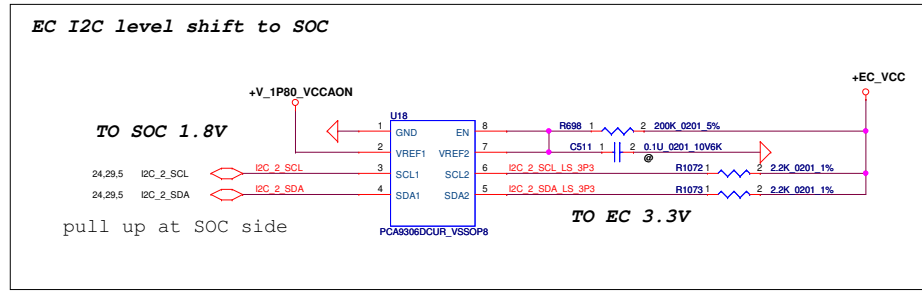 EC I2C level shift to SOC
+EC_VCC
+V_1P80_VCCAON
U18
TO SOC 1.8V
1 GND EN 8 R698 1 2 200K_0201_5%
2 VREF1 VREF2 7 C511 1 2 0.1U_0201_10V6K
@
24,29,5 I2C_2_SCL I2C_2_SCL 3 SCL1 SCL2 6 I2C_2_SCL_LS_3P3 R1072 1 2 2.2K_0201_1%
24,29,5 I2C_2_SDA I2C_2_SDA 4 SDA1 SDA2 5 I2C_2_SDA_LS_3P3 R1073 1 2 2.2K_0201_1%
TO EC 3.3V
pull up at SOC side
PCA9306DCUR_VSSOP8